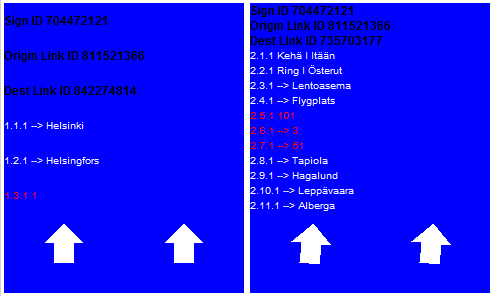 Sign ID 704472121
Origin Link ID 811521366
Dest Link ID 842274814
1.1.1 --> Helsinki
1.2.1 --> Helsingfors
1.3.1 1
Sign ID 704472121
Origin Link ID 811521366
Dest Link ID 735703177
2.1.1 Kehä I Itään
2.2.1 Ring I Österut
2.3.1 --> Lentoasema
2.4.1 --> Flygplats
2.5.1 101
2.6.1 --> 3
2.7.1 --> 51
2.8.1 --> Tapiola
2.9.1 --> Hagalund
2.10.1 --> Leppävaara
2.11.1 --> Alberga